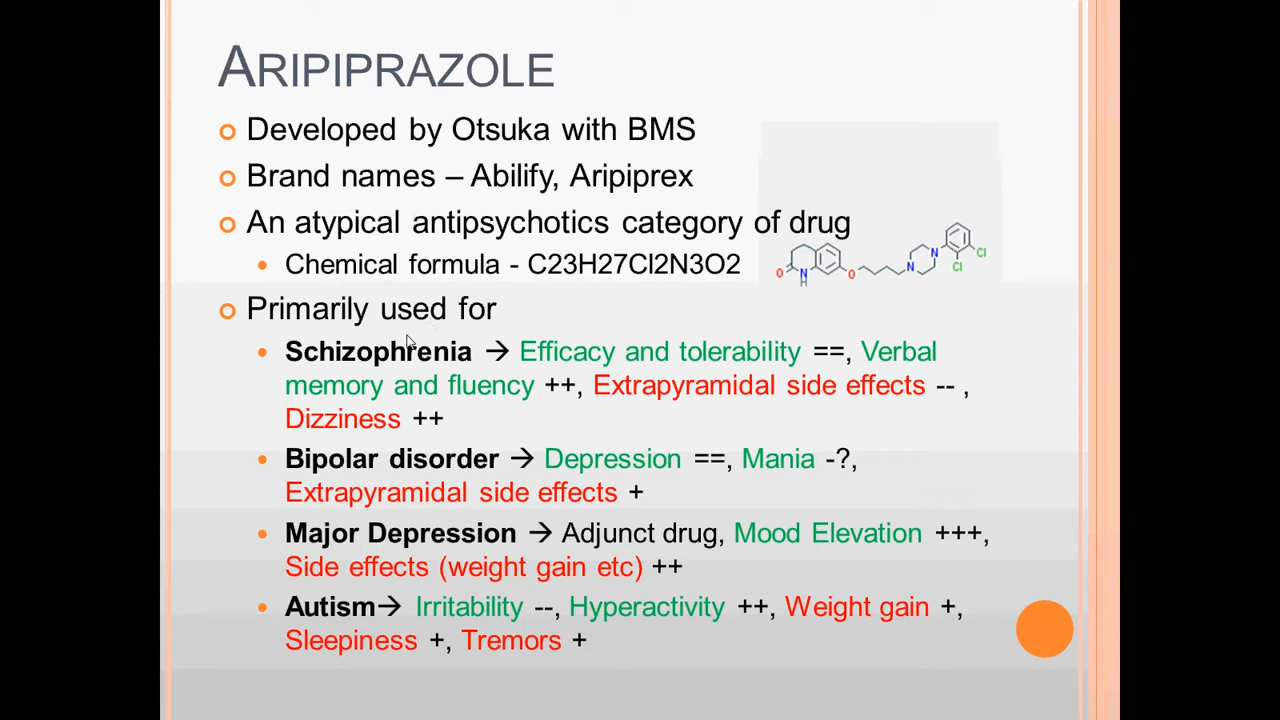 ARIPIPRAZOLE
Developed by Otsuka with BMS
Brand names – Abilify, Aripiprex
An atypical antipsychotics category of drug
Chemical formula - C23H27Cl2N3O2
O
N
H
O
N
N
Cl
Cl
Primarily used for
Schizophrenia → Efficacy and tolerability ==, Verbal
memory and fluency ++, Extrapyramidal side effects -- ,
Dizziness ++
Bipolar disorder → Depression ==, Mania -?,
Extrapyramidal side effects +
Major Depression → Adjunct drug, Mood Elevation +++,
Side effects (weight gain etc) ++
Autism→ Irritability --, Hyperactivity ++, Weight gain +,
Sleepiness +, Tremors +